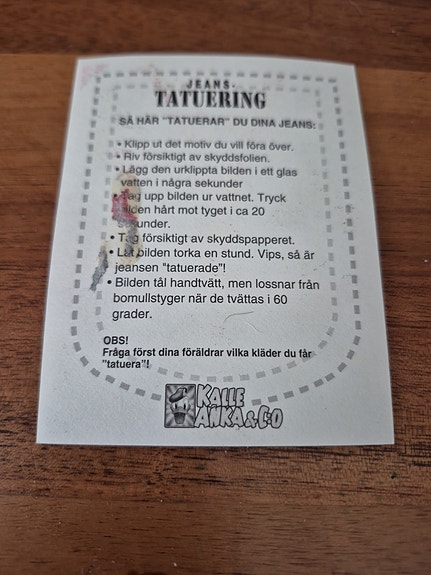 JEANS-
TATUERING
SÅ HÄR "TATUERAR" DU DINA JEANS:
• Klipp ut det motiv du vill föra över.
• Riv försiktigt av skyddsfolien.
• Lägg den urklippta bilden i ett glas
vatten i några sekunder
• Tag upp bilden ur vattnet. Tryck
bilden hårt mot tyget i ca 20
sekunder.
• Tag försiktigt av skyddspapperet.
• Låt bilden torka en stund. Vips, så är
jeansen "tatuerade"!
• Bilden tål handtvätt, men lossnar från
bomullstyger när de tvättas i 60
grader.
OBS!
Fråga först dina föräldrar vilka kläder du får
"tatuera"!
KALLE
ANKA & C:O